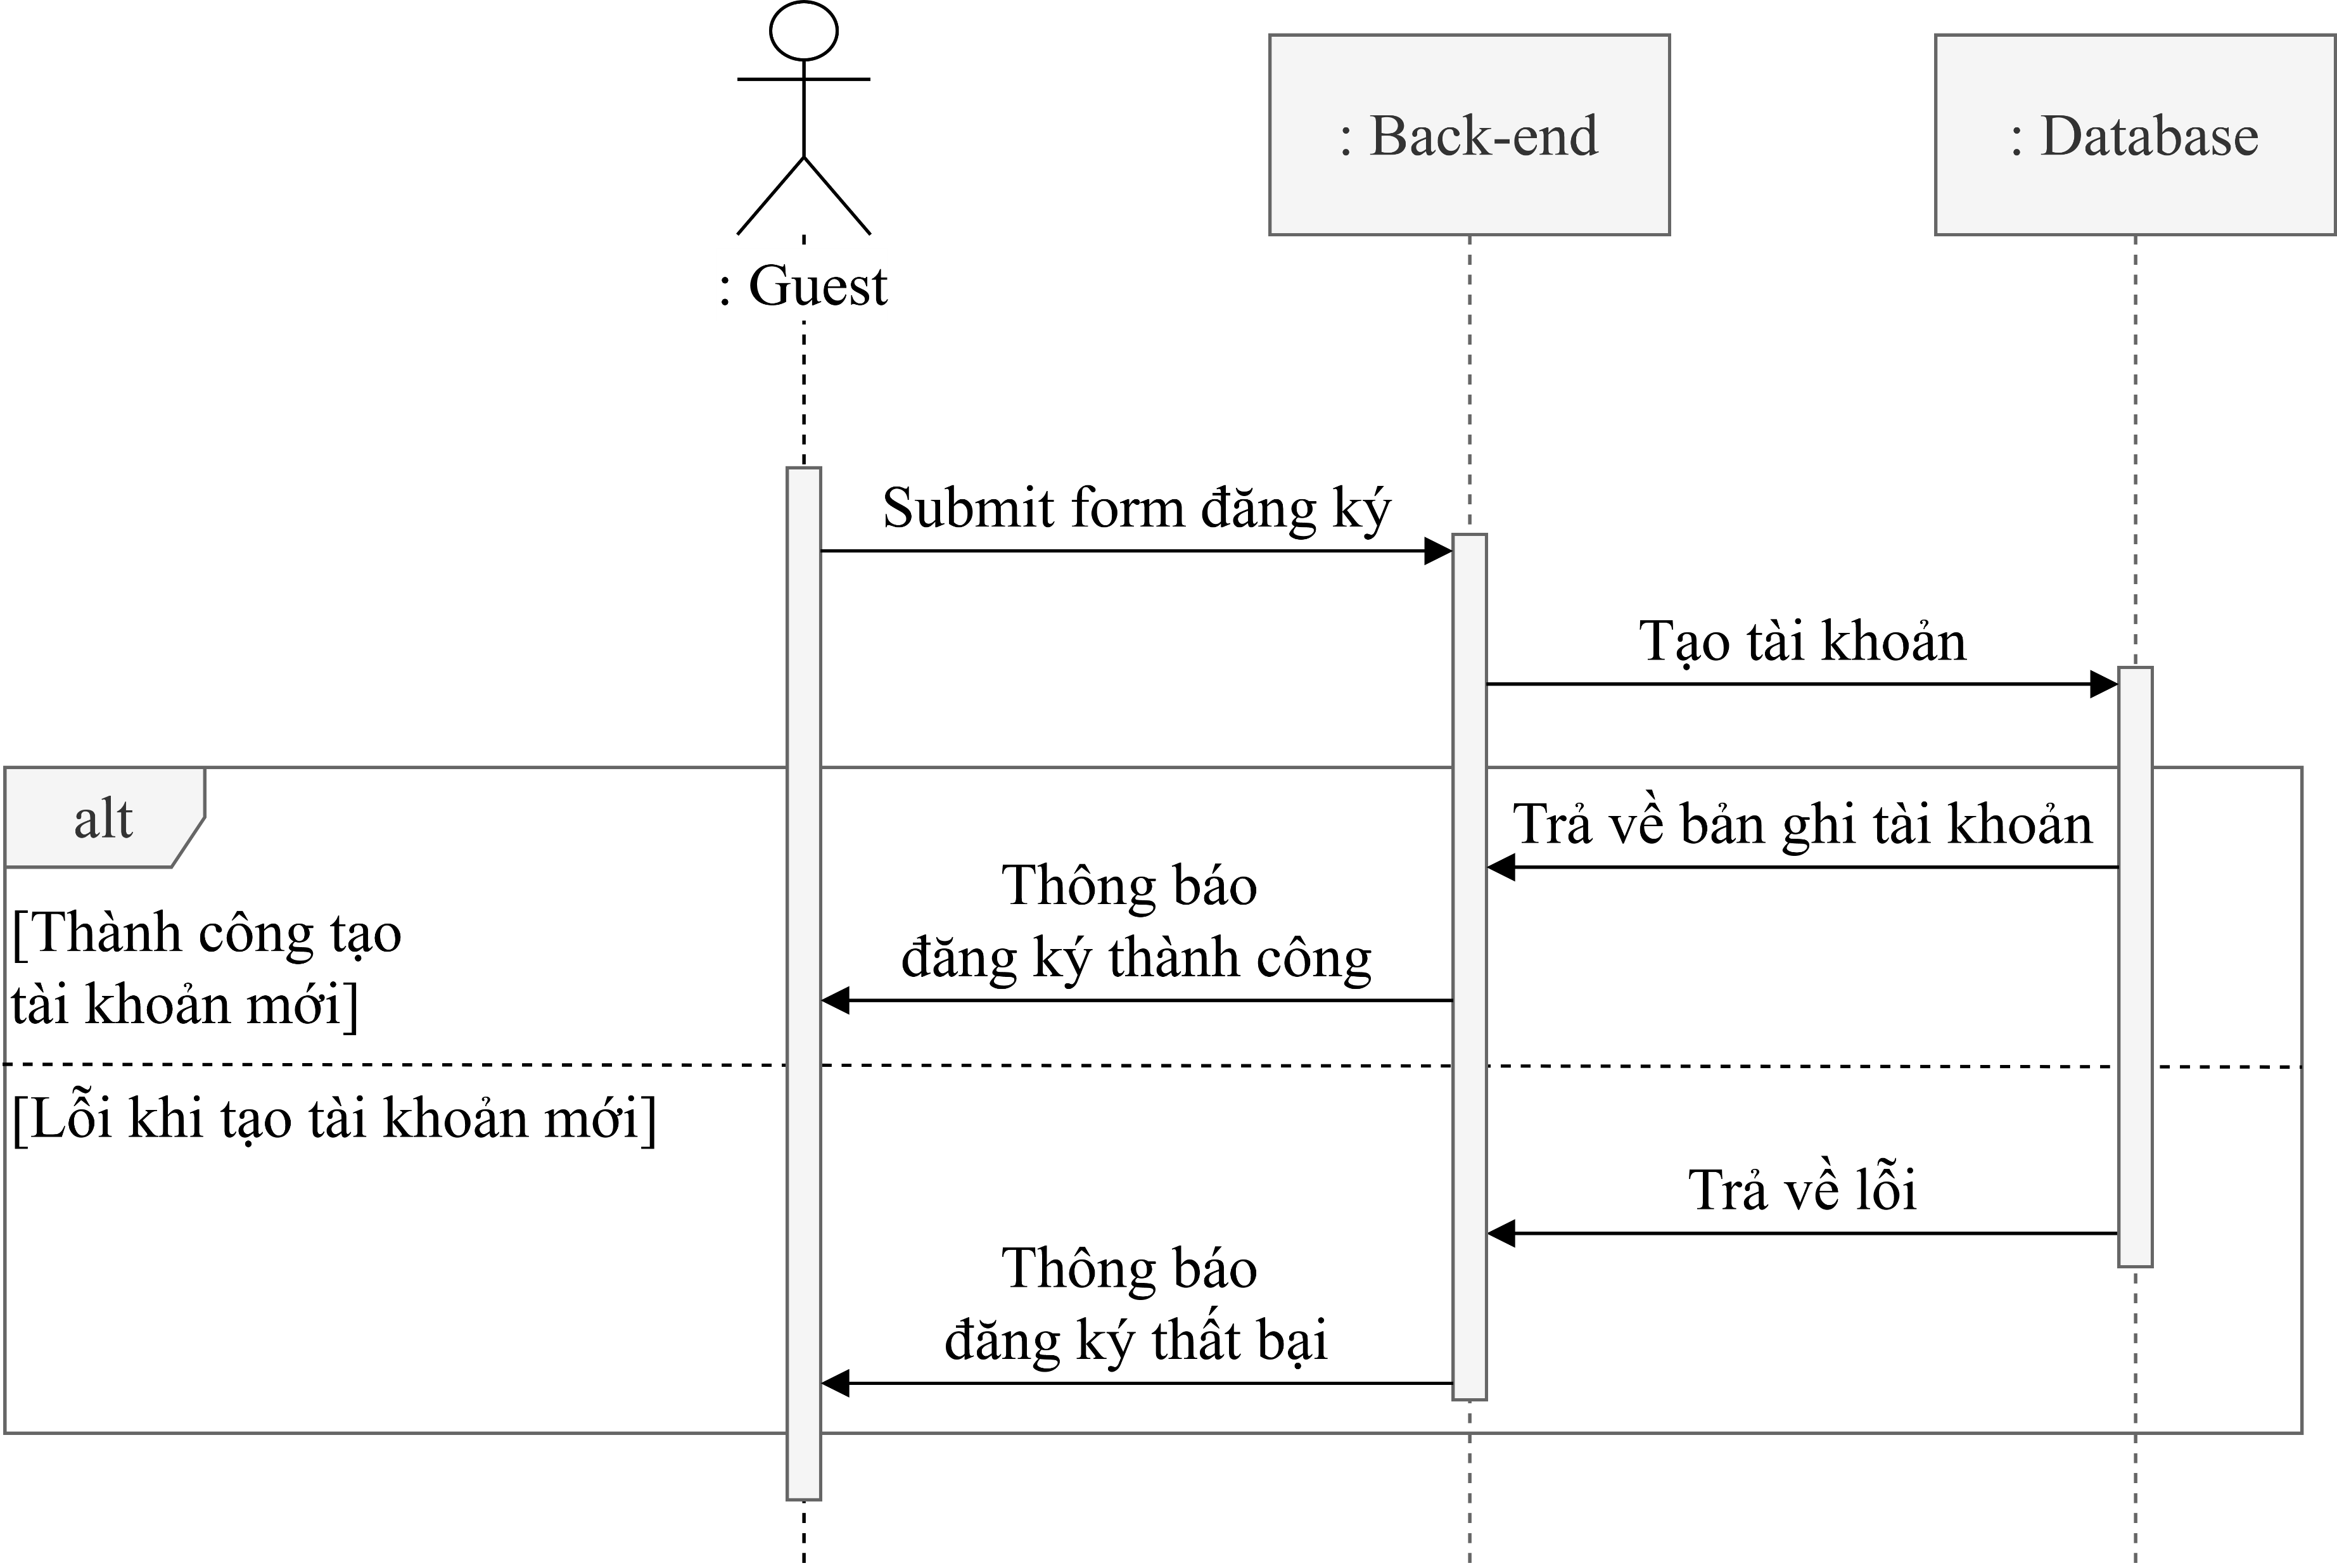 : Guest
: Back-end
: Database
Submit form đăng ký
Tạo tài khoản
alt
Trả về bản ghi tài khoản
Thông báo
đăng ký thành công
[Thành công tạo
tài khoản mới]
[Lỗi khi tạo tài khoản mới]
Trả về lỗi
Thông báo
đăng ký thất bại